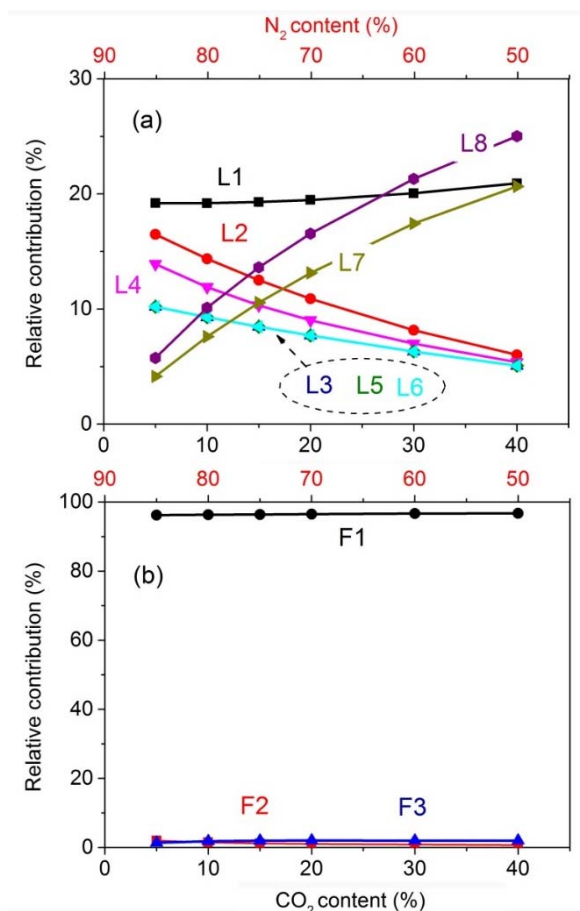 N₂ content (%)
90 80 70 60 50
30
(a)
L8
L1
20
L2
L7
L4
10
L3 L5 L6
0
0 10 20 30 40
Relative contribution (%)
90 80 70 60 50
100
F1
(b)
80
60
40
20
F2 F3
0
0 10 20 30 40
Relative contribution (%)
CO₂ content (%)